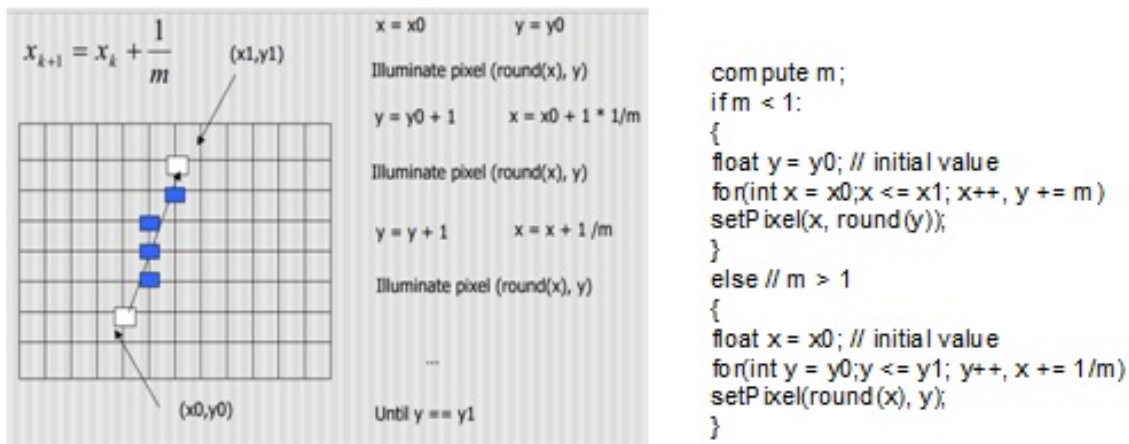 x_{k+1} = x_k + \frac{1}{m}
(x1,y1)
(x0,y0)
x = x0 y = y0
Illuminate pixel (round(x), y)
y = y0 + 1 x = x0 + 1 * 1/m
Illuminate pixel (round(x), y)
y = y + 1 x = x + 1 /m
Illuminate pixel (round(x), y)
...
Until y == y1
compute m;
if m < 1:
{
float y = y0; // initial value
for(int x = x0;x <= x1; x++, y += m )
setPixel(x, round(y));
}
else // m > 1
{
float x = x0; // initial value
for(int y = y0;y <= y1; y++, x += 1/m)
setPixel(round(x), y);
}